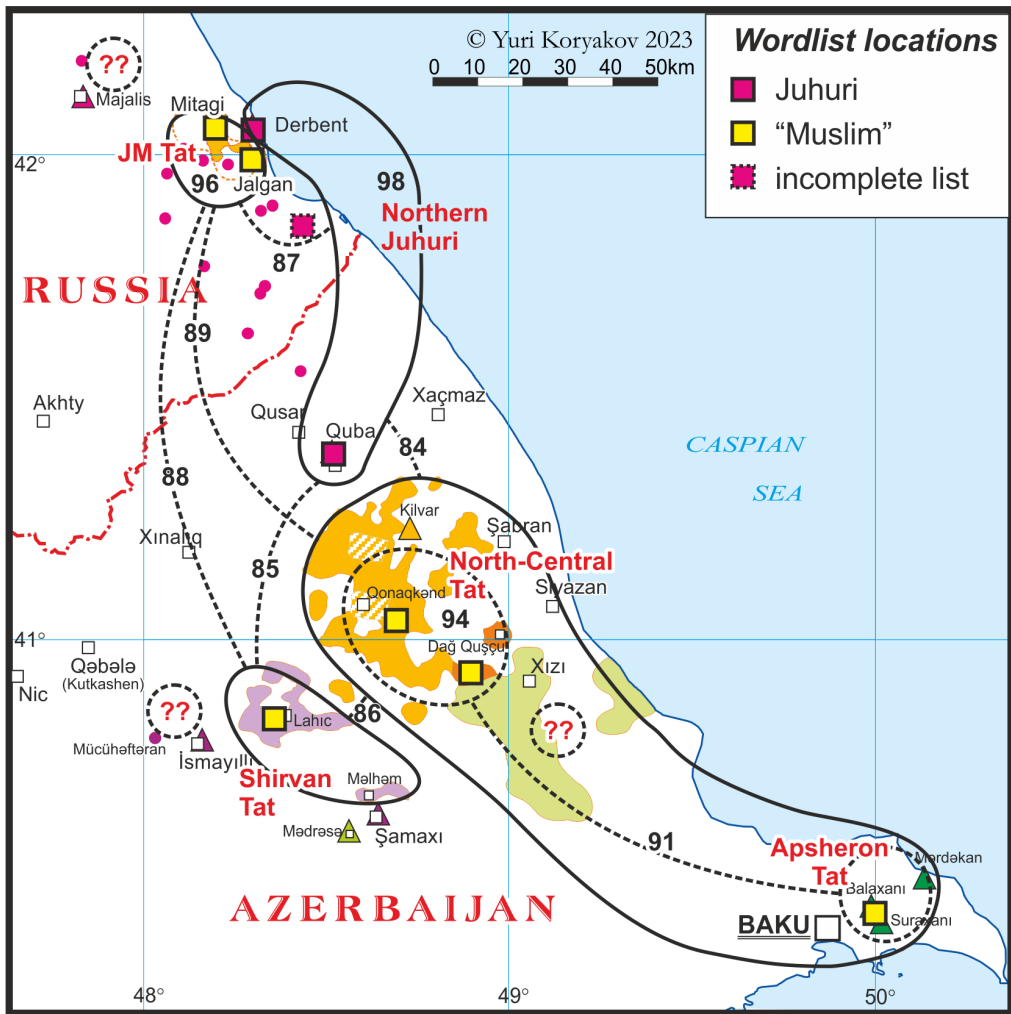 © Yuri Koryakov 2023
0 10 20 30 40 50km
Wordlist locations
Juhuri
“Muslim”
incomplete list
??
Majalis
Mitagi
Derbent
42°
JM Tat
Jalgan
96
98
Northern
Juhuri
87
RUSSIA
89
Akhty
Xaçmaz
Qusar
Quba
84
CASPIAN
SEA
88
Kilvar
Xınalıq
Şabran
85
North-Central
Tat
Qonaqkənd
Siyəzən
94
41°
Dağ Quşçu
Qəbələ
(Kutkashen)
Xızı
Nic
??
Lahıc
86
??
Mücühəftəran
İsmayıllı
Shirvan
Tat
Məlhəm
Mədrəsə
Şamaxı
91
Apsheron
Tat
Mərdəkan
Balaxanı
AZERBAIJAN
BAKU
Suraxanı
48°
49°
50°